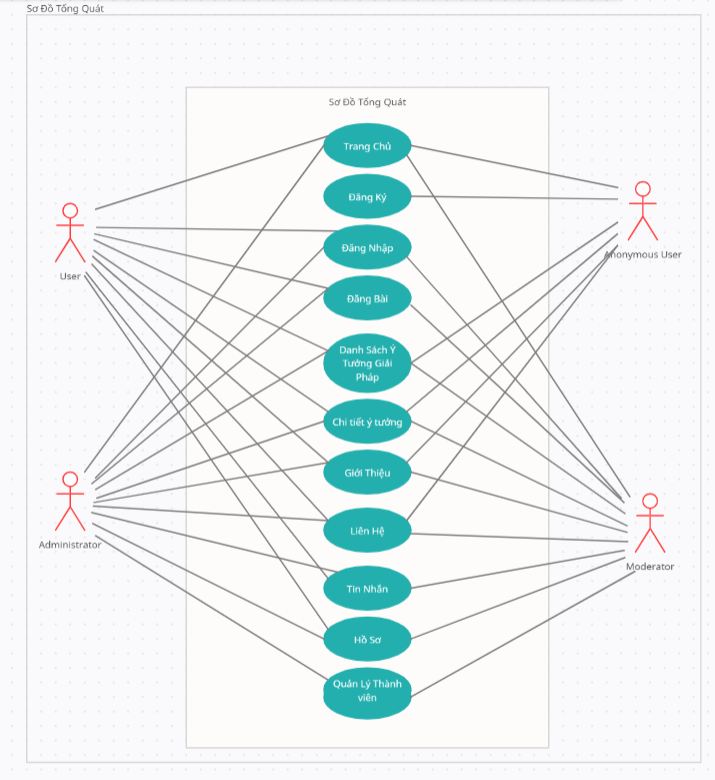 Sơ Đồ Tổng Quát
Sơ Đồ Tổng Quát
Trang Chủ
Đăng Ký
Đăng Nhập
Đăng Bài
Danh Sách Ý
Tưởng Giải
Pháp
Chi tiết ý tưởng
Giới Thiệu
Liên Hệ
Tin Nhắn
Hồ Sơ
Quản Lý Thành
viên
User
Administrator
Anonymous User
Moderator